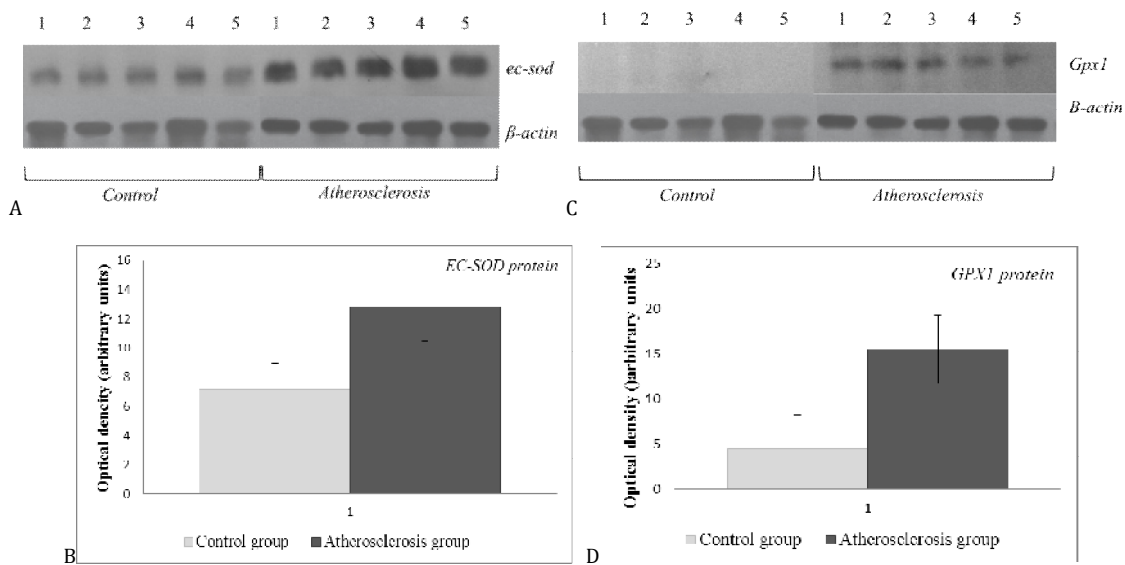 1 2 3 4 5 1 2 3 4 5
ec-sod
β-actin
Control Atherosclerosis
A
1 2 3 4 5 1 2 3 4 5
Gpx1
B-actin
Control Atherosclerosis
C
EC-SOD protein
Optical dencity (arbitrary units)
16
14
12
10
8
6
4
2
0
1
Control group Atherosclerosis group
B
GPX1 protein
Optical density ()arbitrary units
25
20
15
10
5
0
1
Control group Atherosclerosis group
D